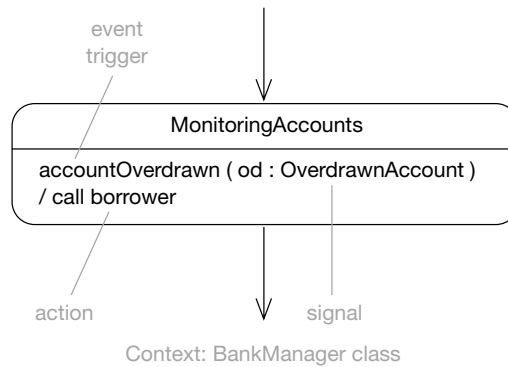 event
trigger
MonitoringAccounts
accountOverdrawn ( od : OverdrawnAccount )
/ call borrower
action
signal
Context: BankManager class